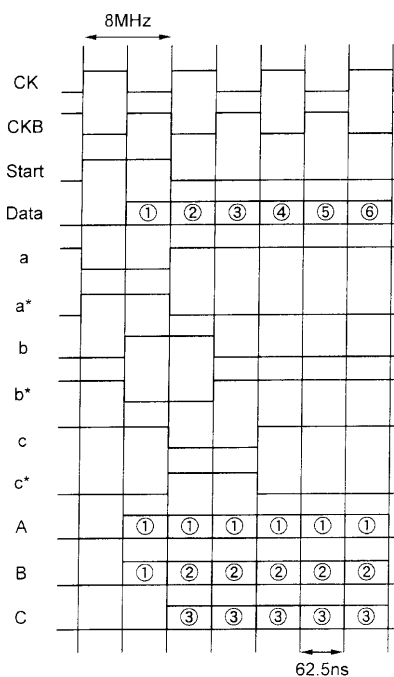 8MHz
CK
CKB
Start
Data ① ② ③ ④ ⑤ ⑥
a
a*
b
b*
c
c*
A ① ① ① ① ① ①
B ① ② ② ② ② ②
C ③ ③ ③ ③ ③
62.5ns